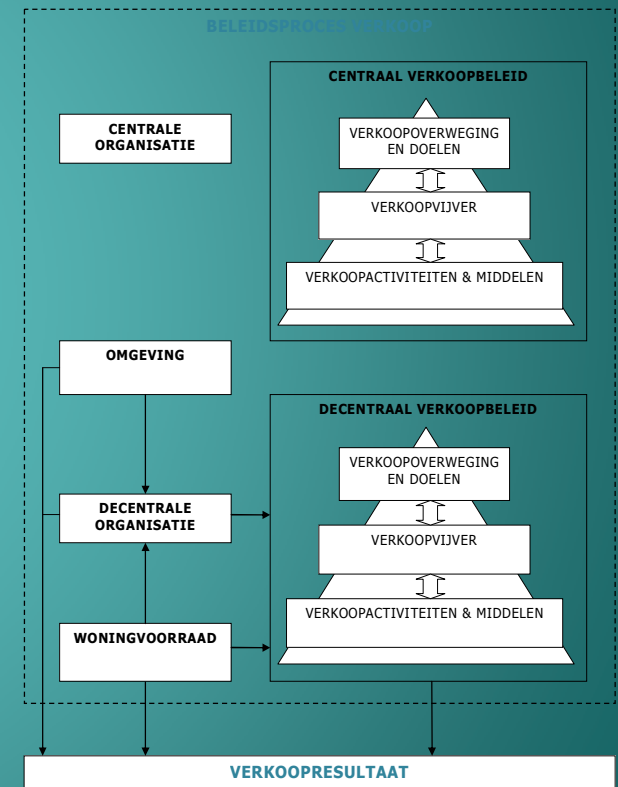 BELEIDSPROCES VERKOOP
CENTRAAL VERKOOPBELEID
CENTRALE
ORGANISATIE
VERKOOPOVERWEGING
EN DOELEN
VERKOOPVIJVER
VERKOOPACTIVITEITEN & MIDDELEN
OMGEVING
DECENTRAAL VERKOOPBELEID
VERKOOPOVERWEGING
EN DOELEN
DECENTRALE
ORGANISATIE
VERKOOPVIJVER
VERKOOPACTIVITEITEN & MIDDELEN
WONINGVOORRAAD
VERKOOPRESULTAAT